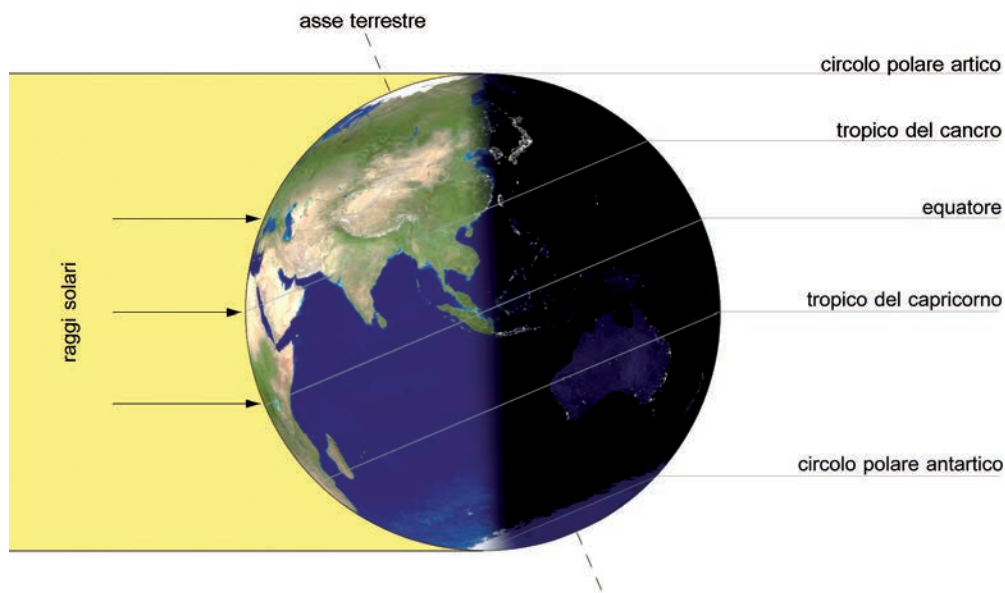 asse terrestre
circolo polare artico
tropico del cancro
equatore
raggi solari
tropico del capricorno
circolo polare antartico